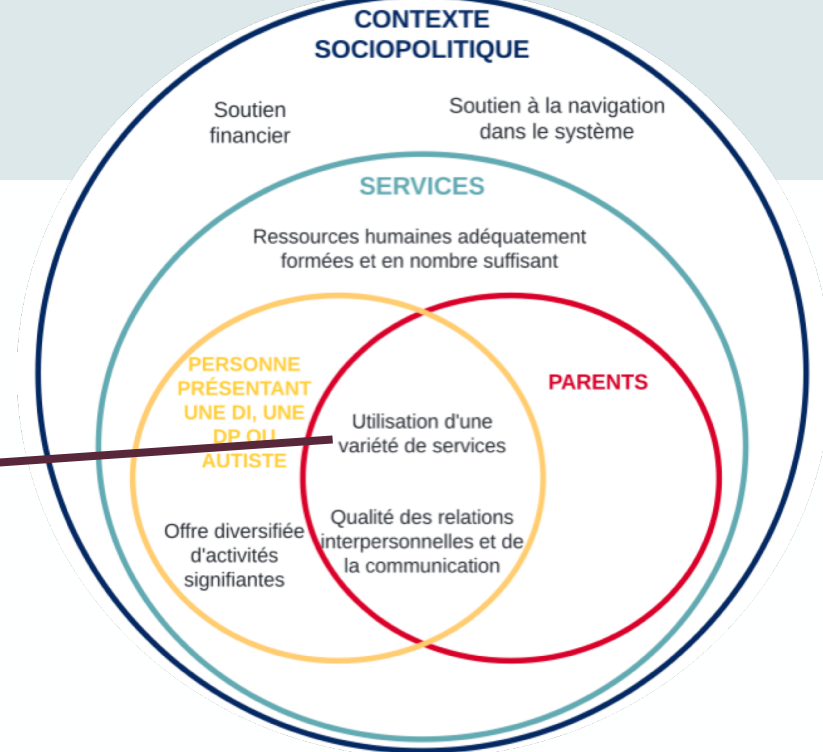 CONTEXTE
SOCIOPOLITIQUE
Soutien
financier
Soutien à la navigation
dans le système
SERVICES
Ressources humaines adéquatement
formées et en nombre suffisant
PERSONNE
PRÉSENTANT
UNE DI, UNE
DP OU
AUTISTE
PARENTS
Utilisation d'une
variété de services
Offre diversifiée
d'activités
signifiantes
Qualité des relations
interpersonnelles et de
la communication